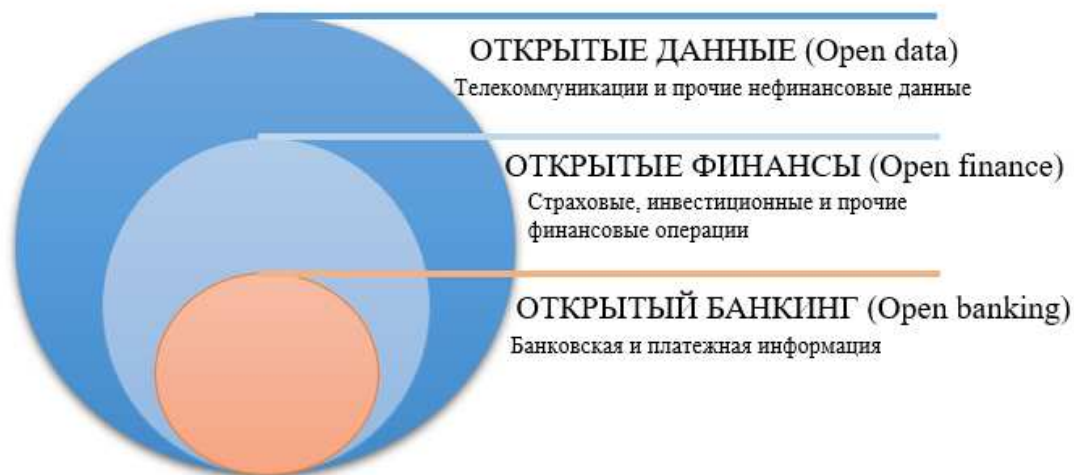 ОТКРЫТЫЕ ДАННЫЕ (Open data)
Телекоммуникации и прочие нефинансовые данные
ОТКРЫТЫЕ ФИНАНСЫ (Open finance)
Страховые, инвестиционные и прочие
финансовые операции
ОТКРЫТЫЙ БАНКИНГ (Open banking)
Банковская и платежная информация